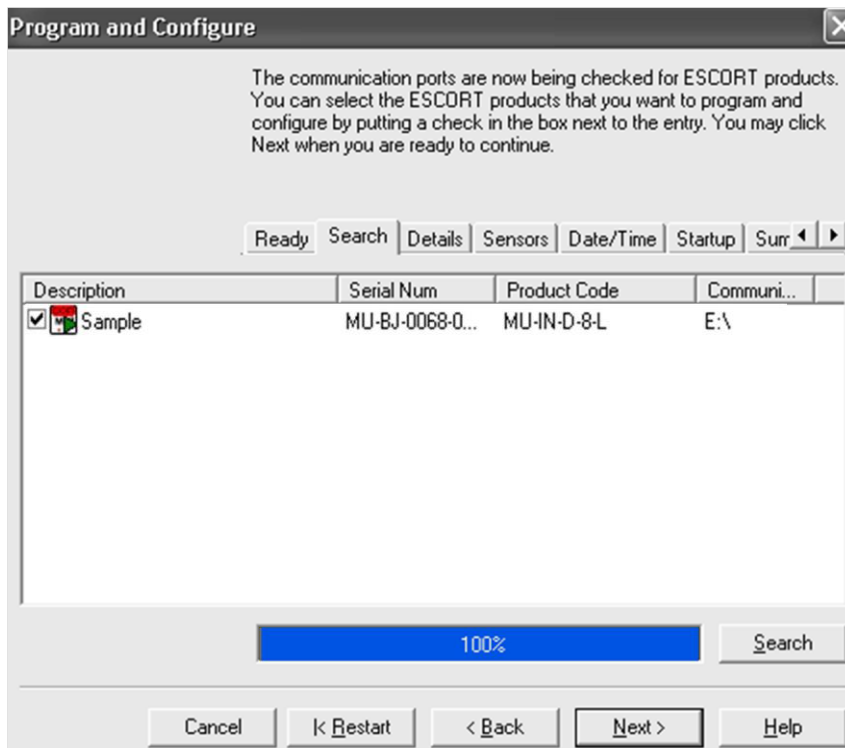 Program and Configure
The communication ports are now being checked for ESCORT products.
You can select the ESCORT products that you want to program and
configure by putting a check in the box next to the entry. You may click
Next when you are ready to continue.
Ready Search Details Sensors Date/Time Startup Sum
Description Serial Num Product Code Communi...
Sample MU-BJ-0068-0... MU-IN-D-8-L E:\
100% Search
Cancel |< Restart < Back Next > Help